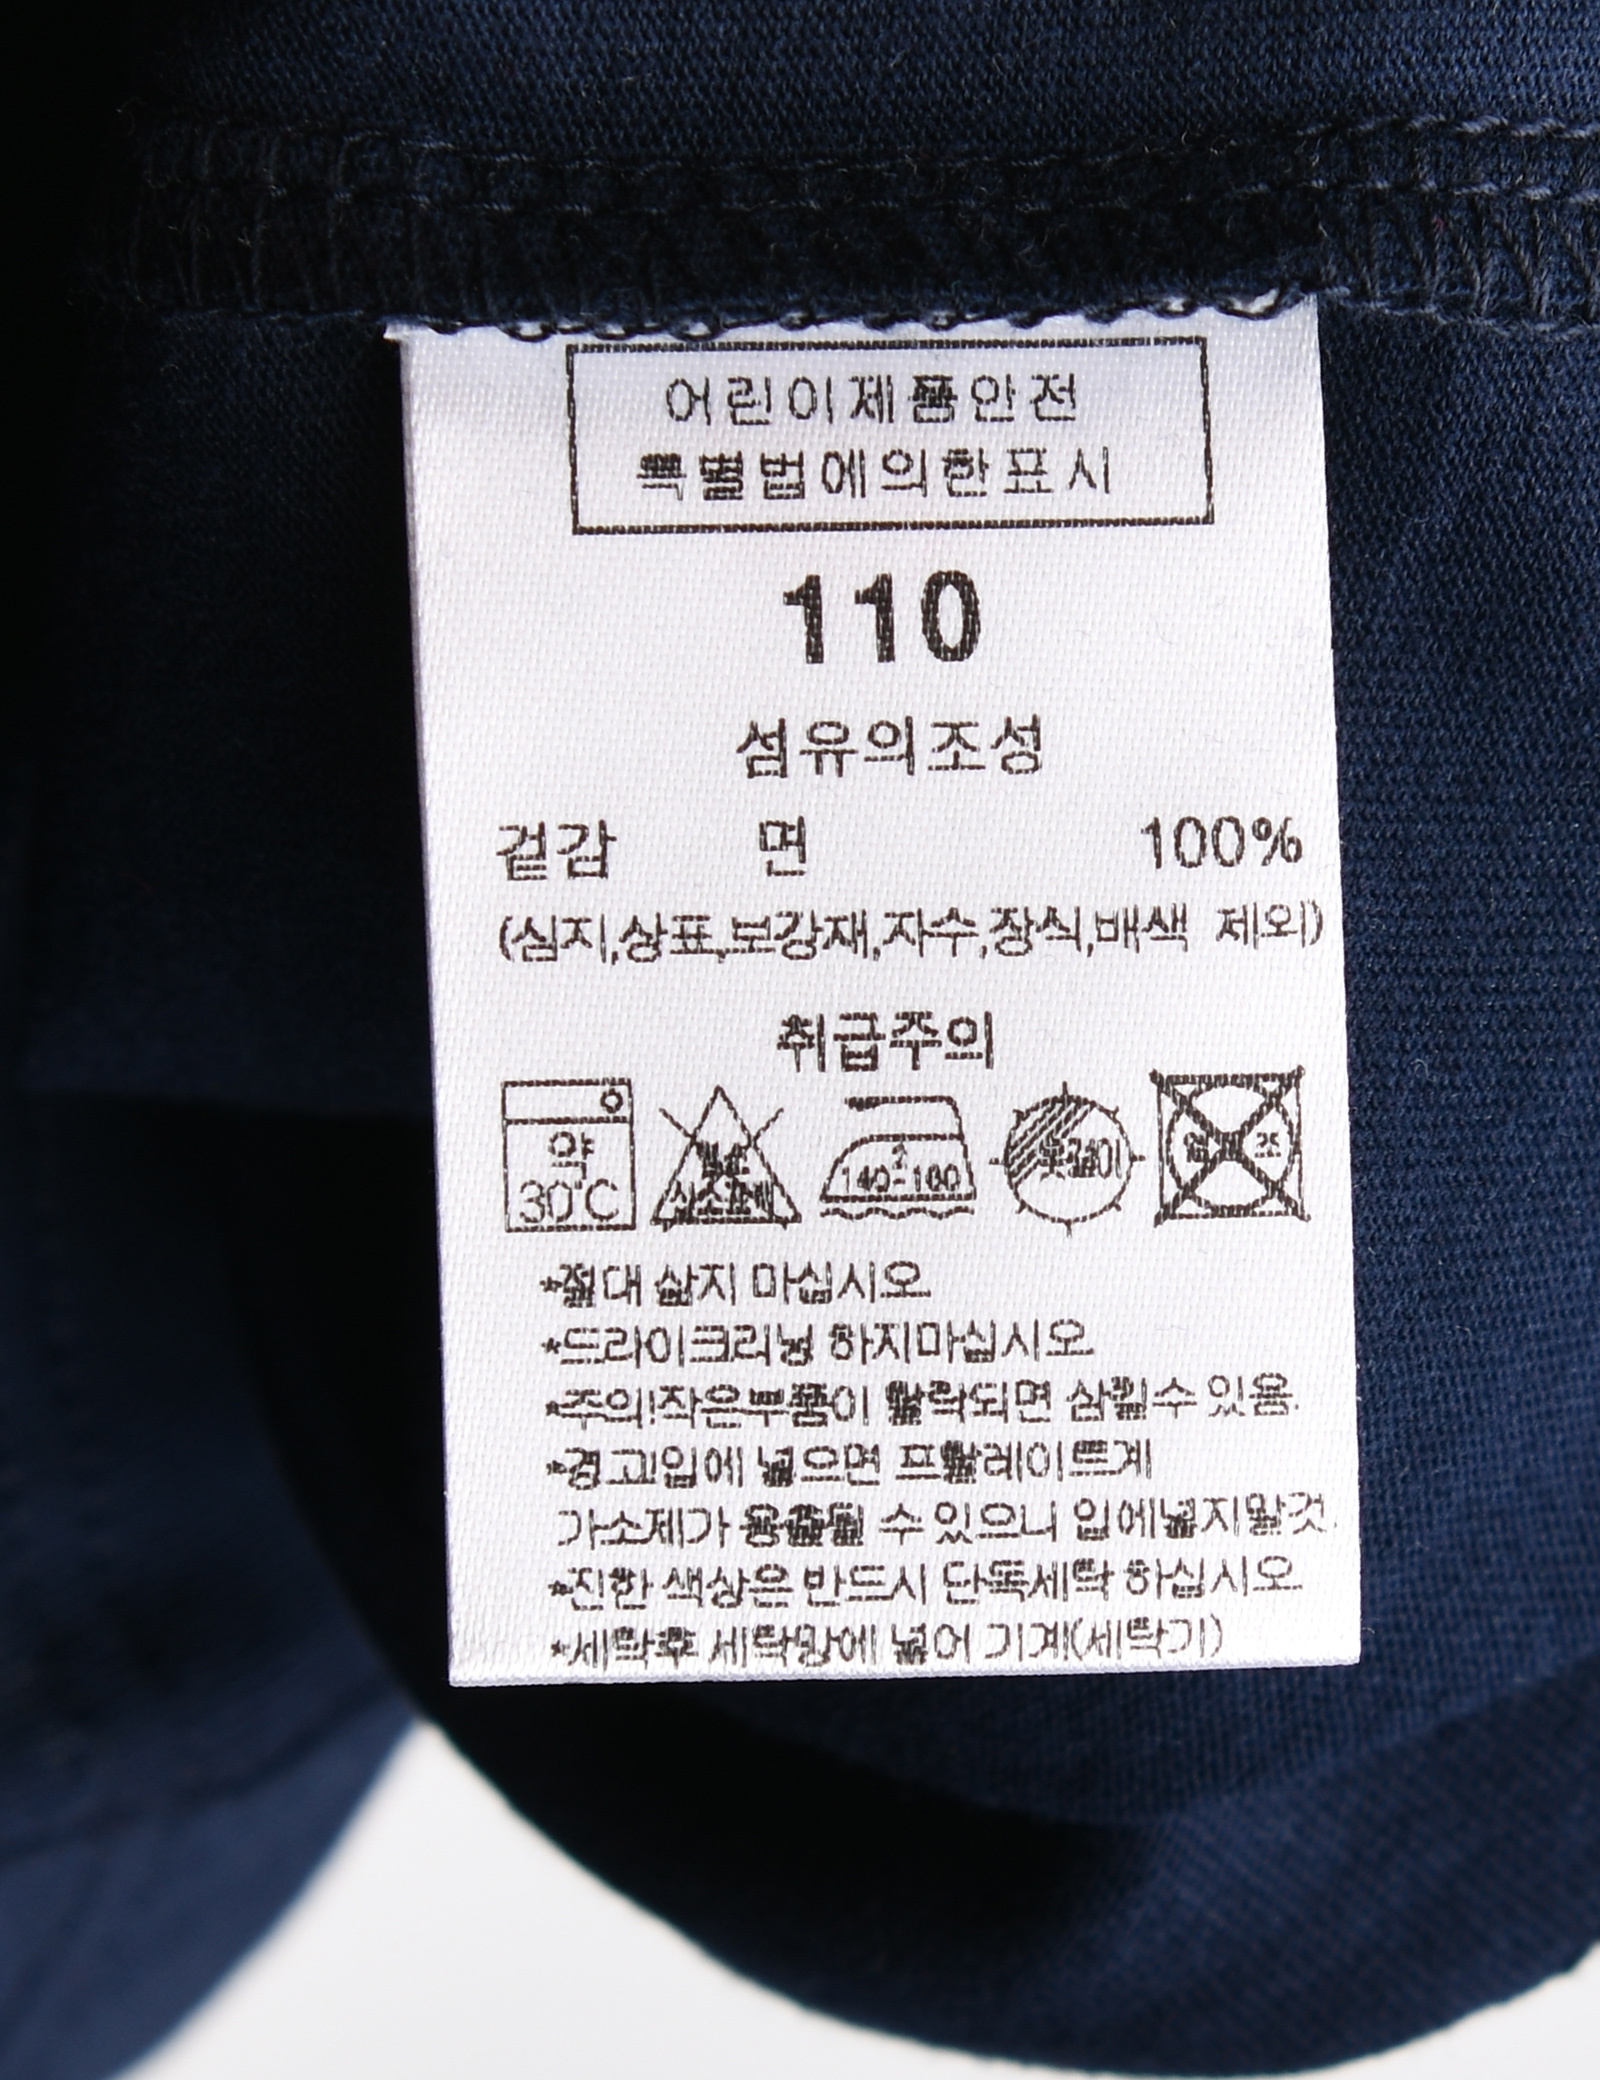 어린이제품안전
특별법에의한표시
110
섬유의조성
겉감 면 100%
(심지,상표,보강재,자수,장식,배색 제외)
취급주의
약
30℃
2
옷걸이
*절대 삶지 마십시오
*드라이크리닝 하지마십시오
*주의!작은부품이 탈락되면 삼킬수 있음
*경고!입에 넣으면 프탈레이트계
가소제가 용출될 수 있으니 입에넣지말것
*진한 색상은 반드시 단독세탁 하십시오
*세탁후 세탁망에 넣어 기계(세탁기)